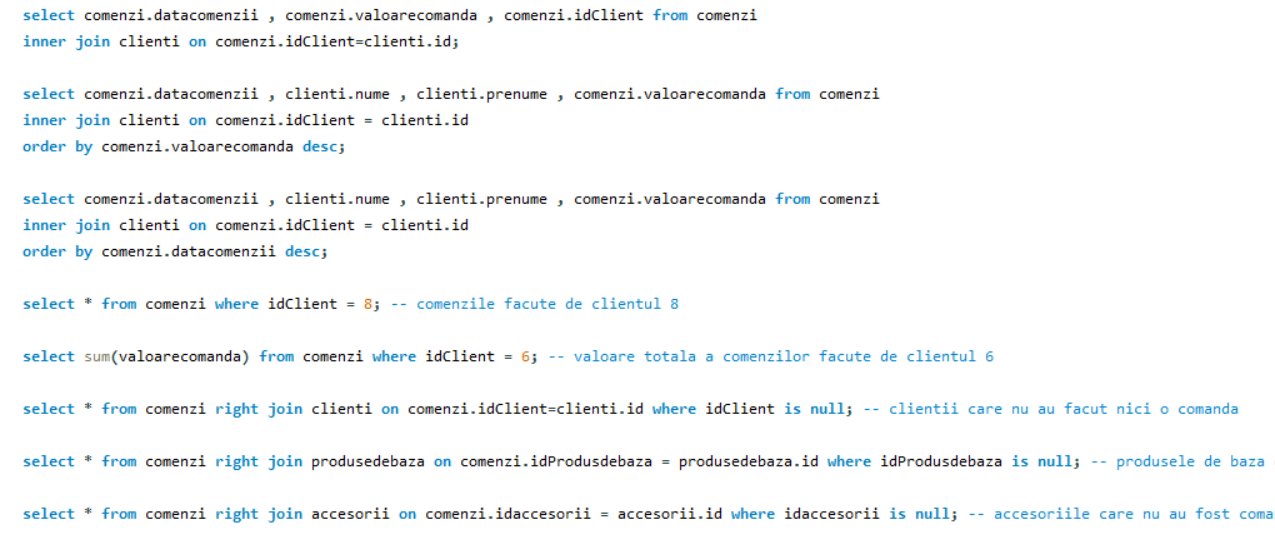 select comenzi.datacomenzii , comenzi.valoarecomanda , comenzi.idClient from comenzi
inner join clienti on comenzi.idClient=clienti.id;
select comenzi.datacomenzii , clienti.nume , clienti.prenume , comenzi.valoarecomanda from comenzi
inner join clienti on comenzi.idClient = clienti.id
order by comenzi.valoarecomanda desc;
select comenzi.datacomenzii , clienti.nume , clienti.prenume , comenzi.valoarecomanda from comenzi
inner join clienti on comenzi.idClient = clienti.id
order by comenzi.datacomenzii desc;
select * from comenzi where idClient = 8; -- comenzile facute de clientul 8
select sum(valoarecomanda) from comenzi where idClient = 6; -- valoare totala a comenzilor facute de clientul 6
select * from comenzi right join clienti on comenzi.idClient=clienti.id where idClient is null; -- clientii care nu au facut nici o comanda
select * from comenzi right join produsedebaza on comenzi.idProdusdebaza = produsedebaza.id where idProdusdebaza is null; -- produsele de baza
select * from comenzi right join accesorii on comenzi.idaccesorii = accesorii.id where idaccesorii is null; -- accesoriile care nu au fost coma